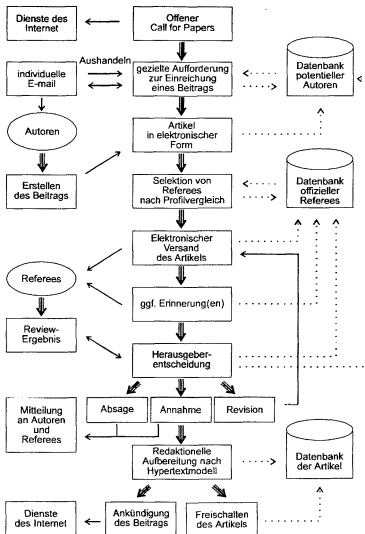 Dienste des
Internet
Offener
Call for Papers
Aushandeln
individuelle
E-mail
gezielte Aufforderung
zur Einreichung
eines Beitrags
Datenbank
potentieller
Autoren
Autoren
Artikel
in elektronischer
Form
Erstellen
des Beitrags
Selektion von
Referees
nach Profilvergleich
Datenbank
offizieller
Referees
Elektronischer
Versand
des Artikels
Referees
ggf. Erinnerung(en)
Review-
Ergebnis
Herausgeber-
entscheidung
Mitteilung
an Autoren
und
Referees
Absage
Annahme
Revision
Redaktionelle
Aufbereitung nach
Hypertextmodell
Datenbank
der Artikel
Dienste
des Internet
Ankündigung
des Beitrags
Freischalten
des Artikels